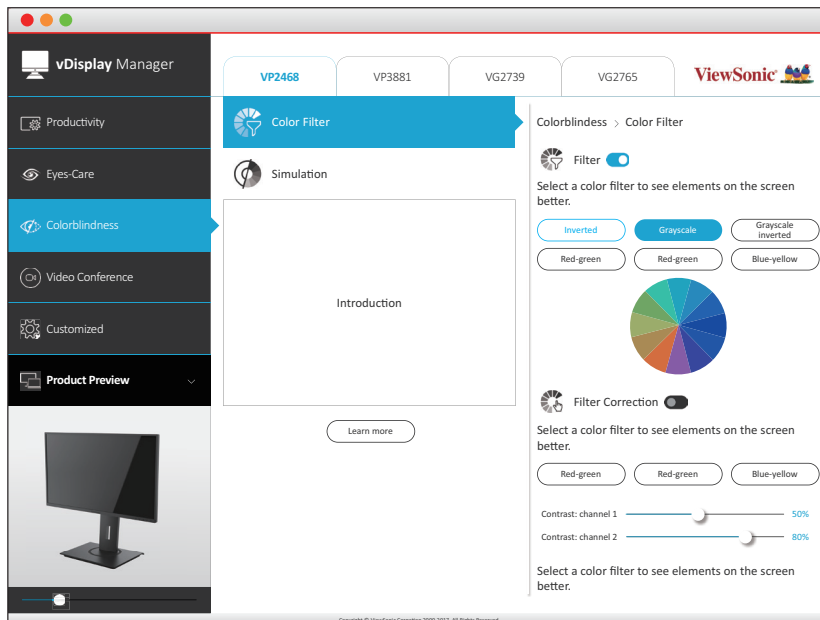 vDisplay Manager
VP2468
VP3881
VG2739
VG2765
ViewSonic
Productivity
Eyes-Care
Colorblindness
Video Conference
Customized
Product Preview
Color Filter
Simulation
Introduction
Learn more
Colorblindess > Color Filter
Filter
Select a color filter to see elements on the screen
better.
Inverted
Grayscale
Grayscale
inverted
Red-green
Red-green
Blue-yellow
Filter Correction
Select a color filter to see elements on the screen
better.
Red-green
Red-green
Blue-yellow
Contrast: channel 1
50%
Contrast: channel 2
80%
Select a color filter to see elements on the screen
better.